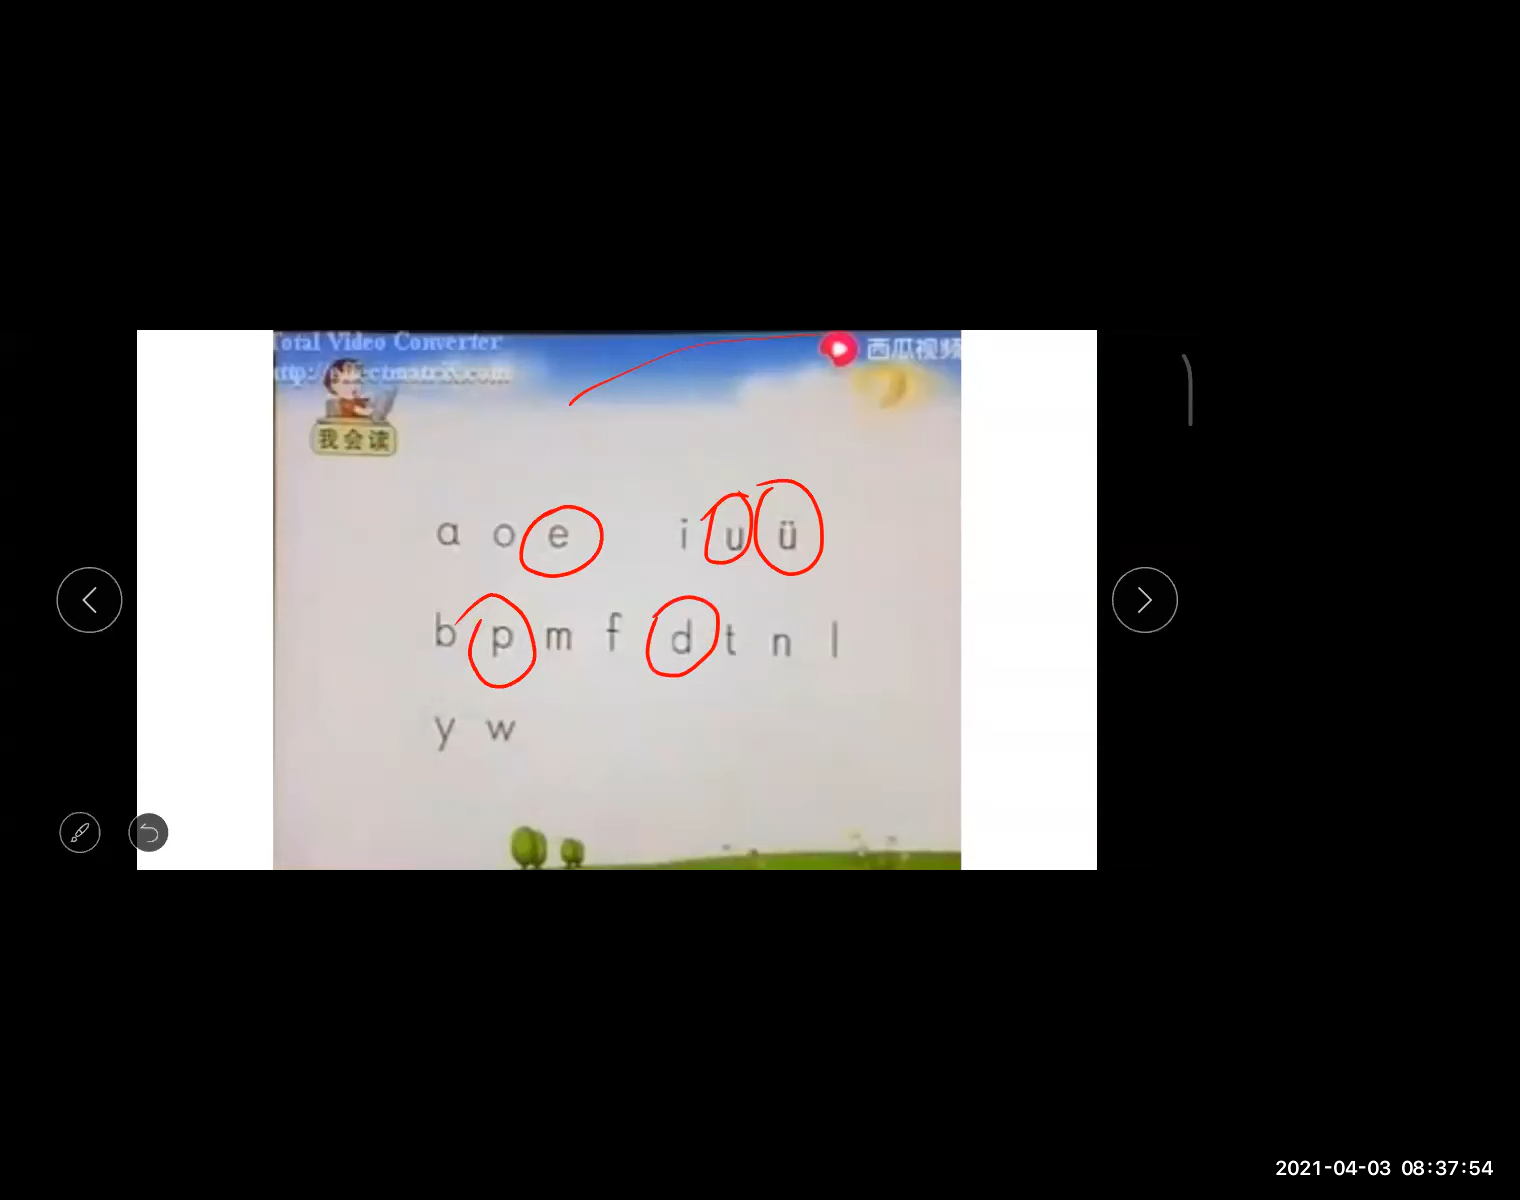 Total Video Converter
西瓜视频
我会读
a o e i u ü
b p m f d t n l
y w
2021-04-03 08:37:54